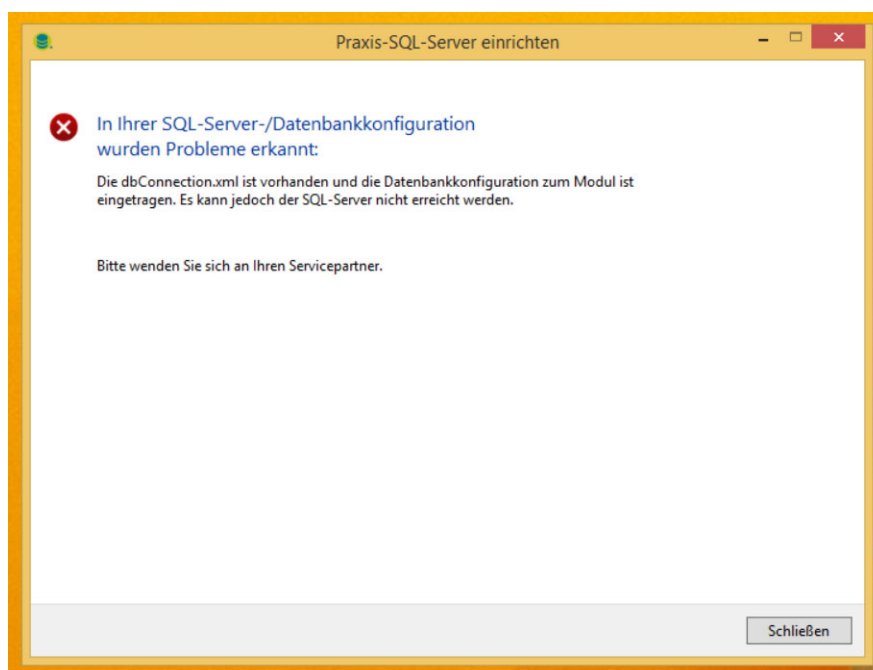 Praxis-SQL-Server einrichten
In Ihrer SQL-Server-/Datenbankkonfiguration
wurden Probleme erkannt:
Die dbConnection.xml ist vorhanden und die Datenbankkonfiguration zum Modul ist
eingetragen. Es kann jedoch der SQL-Server nicht erreicht werden.
Bitte wenden Sie sich an Ihren Servicepartner.
Schließen